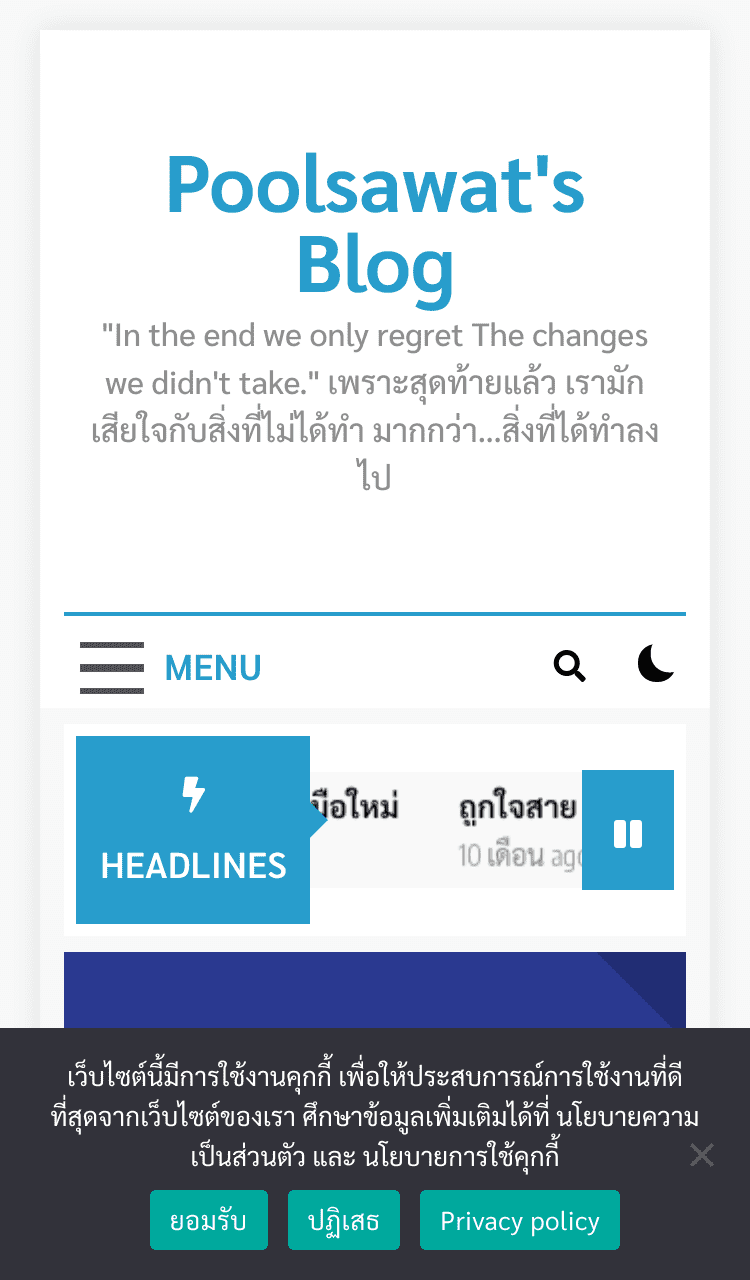 Poolsawat's
Blog
"In the end we only regret The changes
we didn't take." เพราะสุดท้ายแล้ว เรามัก
เสียใจกับสิ่งที่ไม่ได้ทำ มากกว่า...สิ่งที่ได้ทำลง
ไป
MENU
HEADLINES
มือใหม่
ถูกใจสาย
10 เดือน ago
เว็บไซต์นี้มีการใช้งานคุกกี้ เพื่อให้ประสบการณ์การใช้งานที่ดี
ที่สุดจากเว็บไซต์ของเรา ศึกษาข้อมูลเพิ่มเติมได้ที่ นโยบายความ
เป็นส่วนตัว และ นโยบายการใช้คุกกี้
ยอมรับ
ปฏิเสธ
Privacy policy